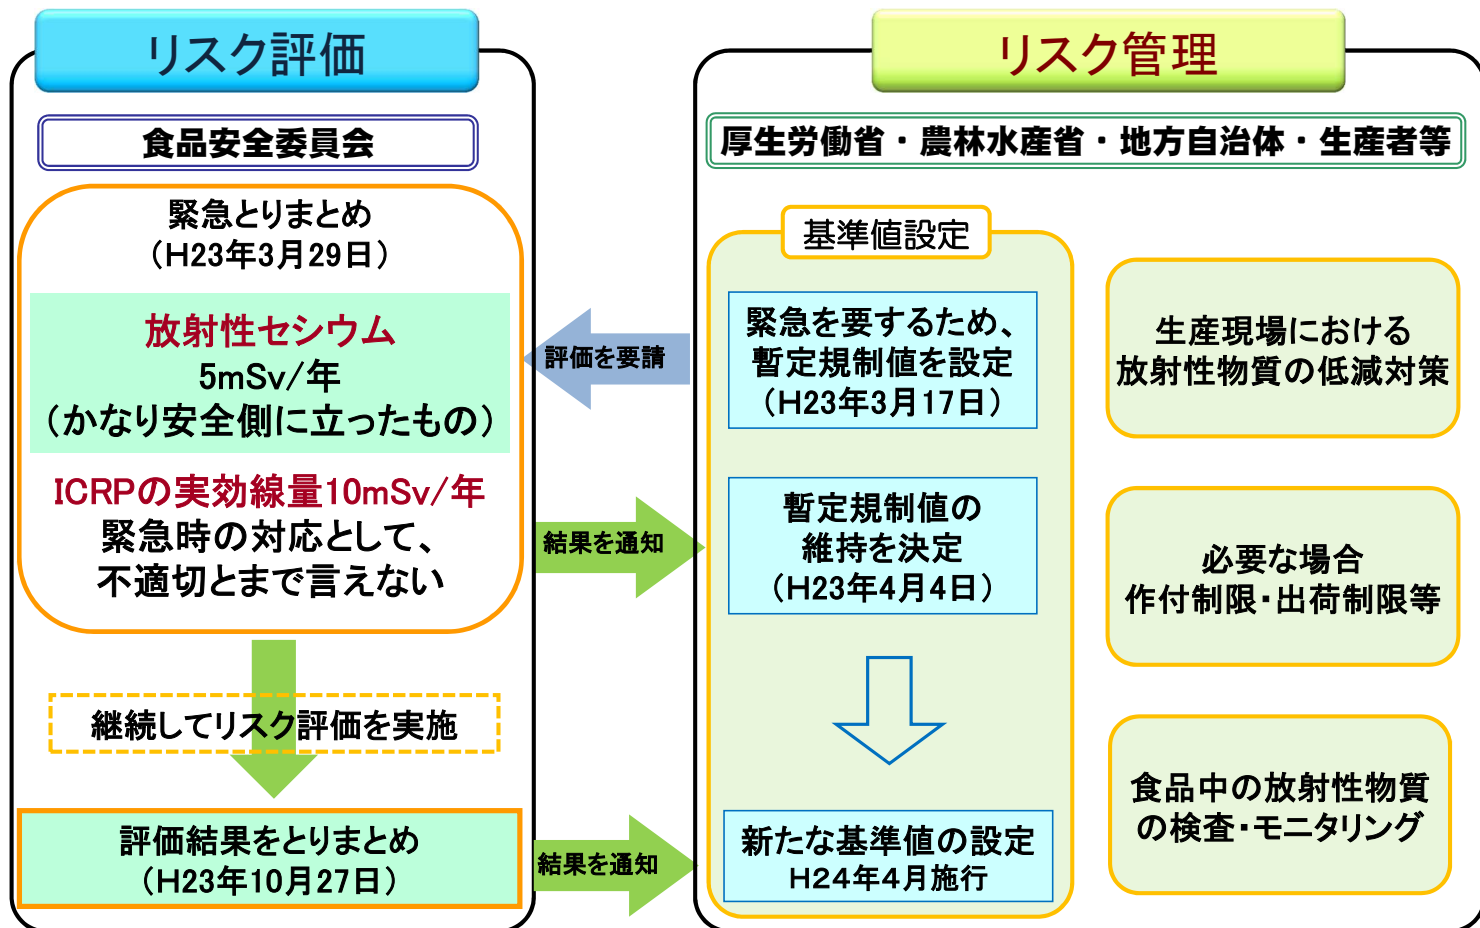 リスク評価
食品安全委員会
緊急とりまとめ
(H23年3月29日)
放射性セシウム
5mSv/年
(かなり安全側に立ったもの)
ICRPの実効線量10mSv/年
緊急時の対応として、
不適切とまで言えない
継続してリスク評価を実施
評価結果をとりまとめ
(H23年10月27日)
評価を要請
結果を通知
結果を通知
リスク管理
厚生労働省・農林水産省・地方自治体・生産者等
基準値設定
緊急を要するため、
暫定規制値を設定
(H23年3月17日)
暫定規制値の
維持を決定
(H23年4月4日)
新たな基準値の設定
H24年4月施行
生産現場における
放射性物質の低減対策
必要な場合
作付制限・出荷制限等
食品中の放射性物質
の検査・モニタリング